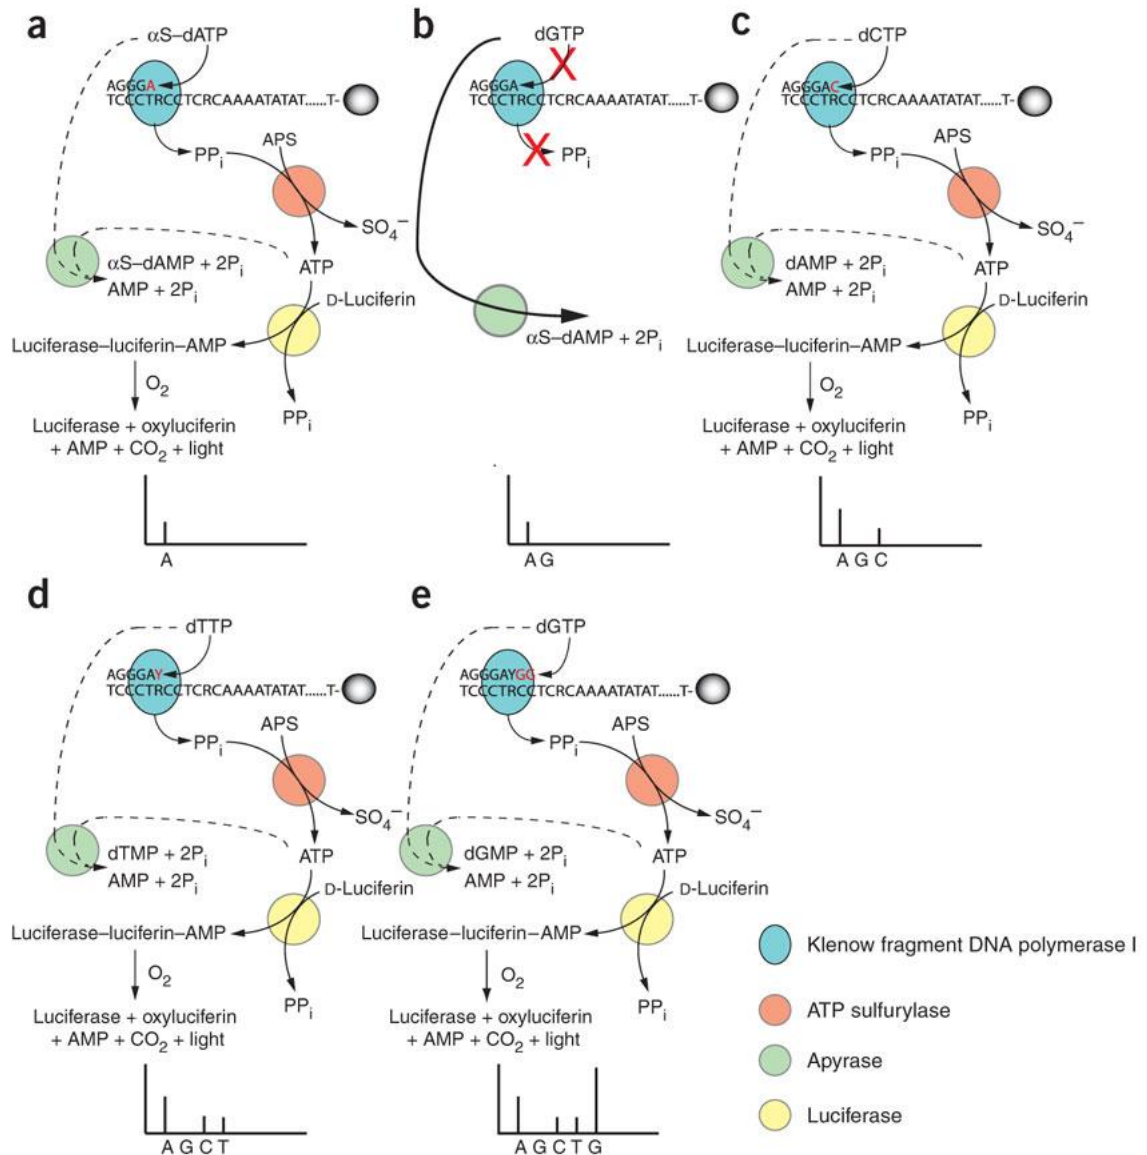 a
αS–dATP
AGGGA
TCCCTRCCTCRCAAAATATAT......T-
APS
PPi
SO4–
αS–dAMP + 2Pi
AMP + 2Pi
ATP
D-Luciferin
Luciferase–luciferin–AMP
O2
PPi
Luciferase + oxyluciferin
+ AMP + CO2 + light
A
b
dGTP
X
AGGGA
TCCCTRCCTCRCAAAATATAT......T-
X
PPi
αS–dAMP + 2Pi
A G
c
dCTP
AGGGAC
TCCCTRCCTCRCAAAATATAT......T-
APS
PPi
SO4–
dAMP + 2Pi
AMP + 2Pi
ATP
D-Luciferin
Luciferase–luciferin–AMP
O2
PPi
Luciferase + oxyluciferin
+ AMP + CO2 + light
A G C
d
dTTP
AGGGAY
TCCCTRCCTCRCAAAATATAT......T-
APS
PPi
SO4–
dTMP + 2Pi
AMP + 2Pi
ATP
D-Luciferin
Luciferase–luciferin–AMP
O2
PPi
Luciferase + oxyluciferin
+ AMP + CO2 + light
A G C T
e
dGTP
AGGGAYGG
TCCCTRCCTCRCAAAATATAT......T-
APS
PPi
SO4–
dGMP + 2Pi
AMP + 2Pi
ATP
D-Luciferin
Luciferase–luciferin–AMP
O2
PPi
Luciferase + oxyluciferin
+ AMP + CO2 + light
A G C T G
Klenow fragment DNA polymerase I
ATP sulfurylase
Apyrase
Luciferase